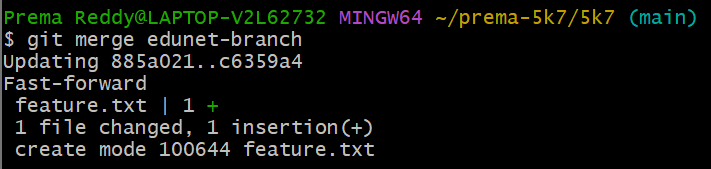 Prema Reddy@LAPTOP-V2L62732 MINGW64 ~/prema-5k7/5k7 (main)
$ git merge edunet-branch
Updating 885a021..c6359a4
Fast-forward
 feature.txt | 1 +
 1 file changed, 1 insertion(+)
 create mode 100644 feature.txt